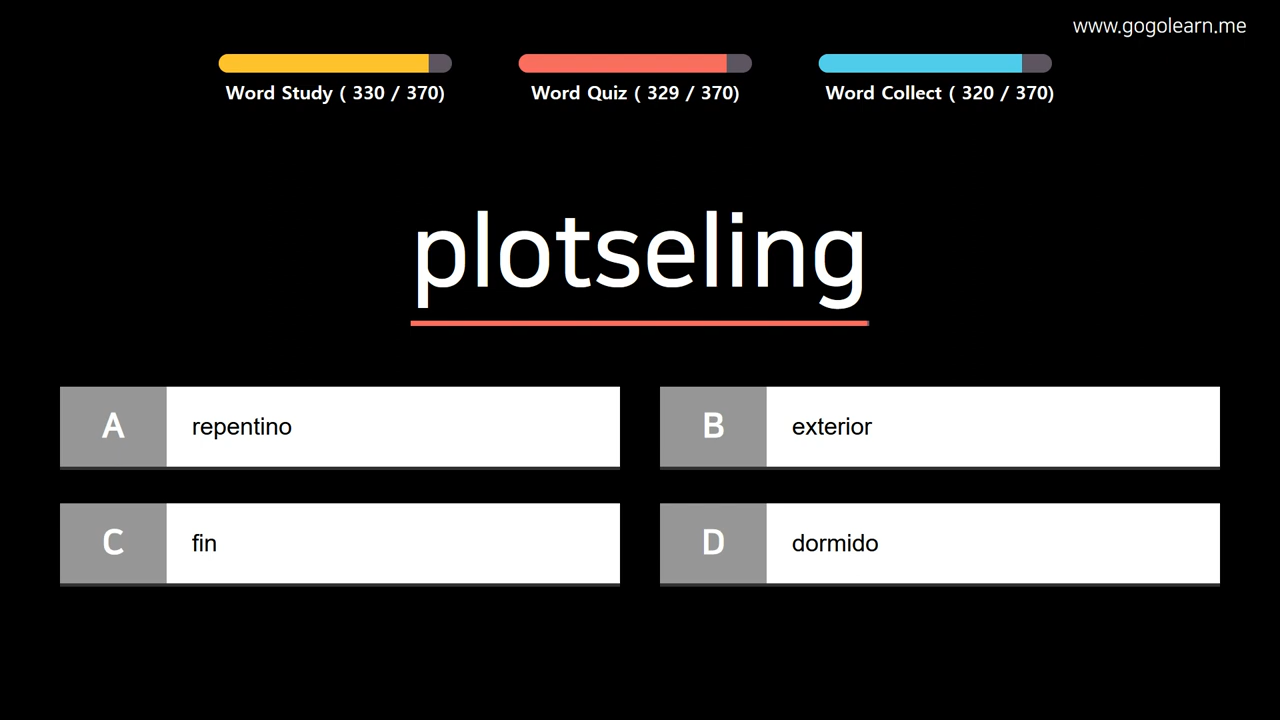 www.gogolearn.me
Word Study ( 330 / 370)
Word Quiz ( 329 / 370)
Word Collect ( 320 / 370)
plotseling
A repentino
B exterior
C fin
D dormido